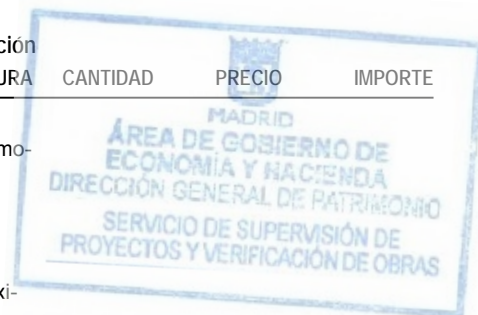 ción
URA CANTIDAD PRECIO IMPORTE
MADRID
mo-
ÁREA DE GOBIERNO DE
ECONOMÍA Y HACIENDA
DIRECCIÓN GENERAL DE PATRIMONIO
SERVICIO DE SUPERVISIÓN DE
PROYECTOS Y VERIFICACIÓN DE OBRAS
xi-